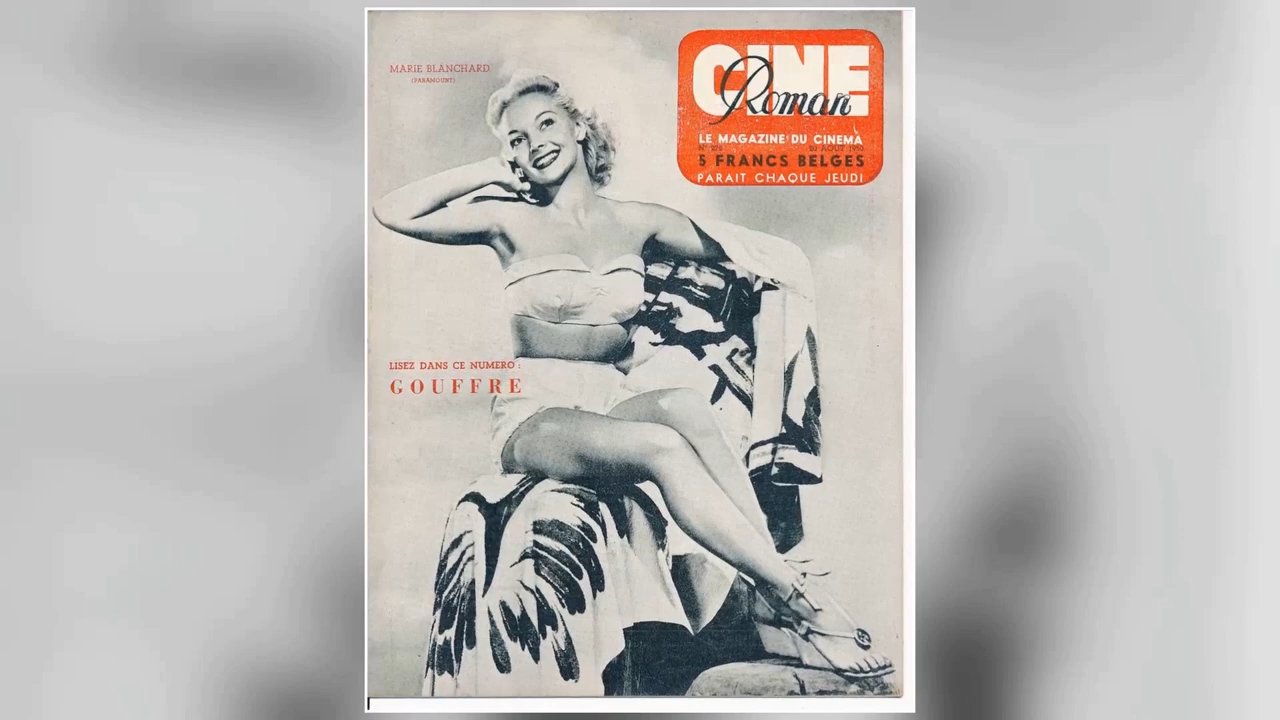 MARIE BLANCHARD
(PARAMOUNT)
CINE
Roman
LE MAGAZINE DU CINEMA
5 FRANCS BELGES
PARAIT CHAQUE JEUDI
LISEZ DANS CE NUMERO :
GOUFFRE